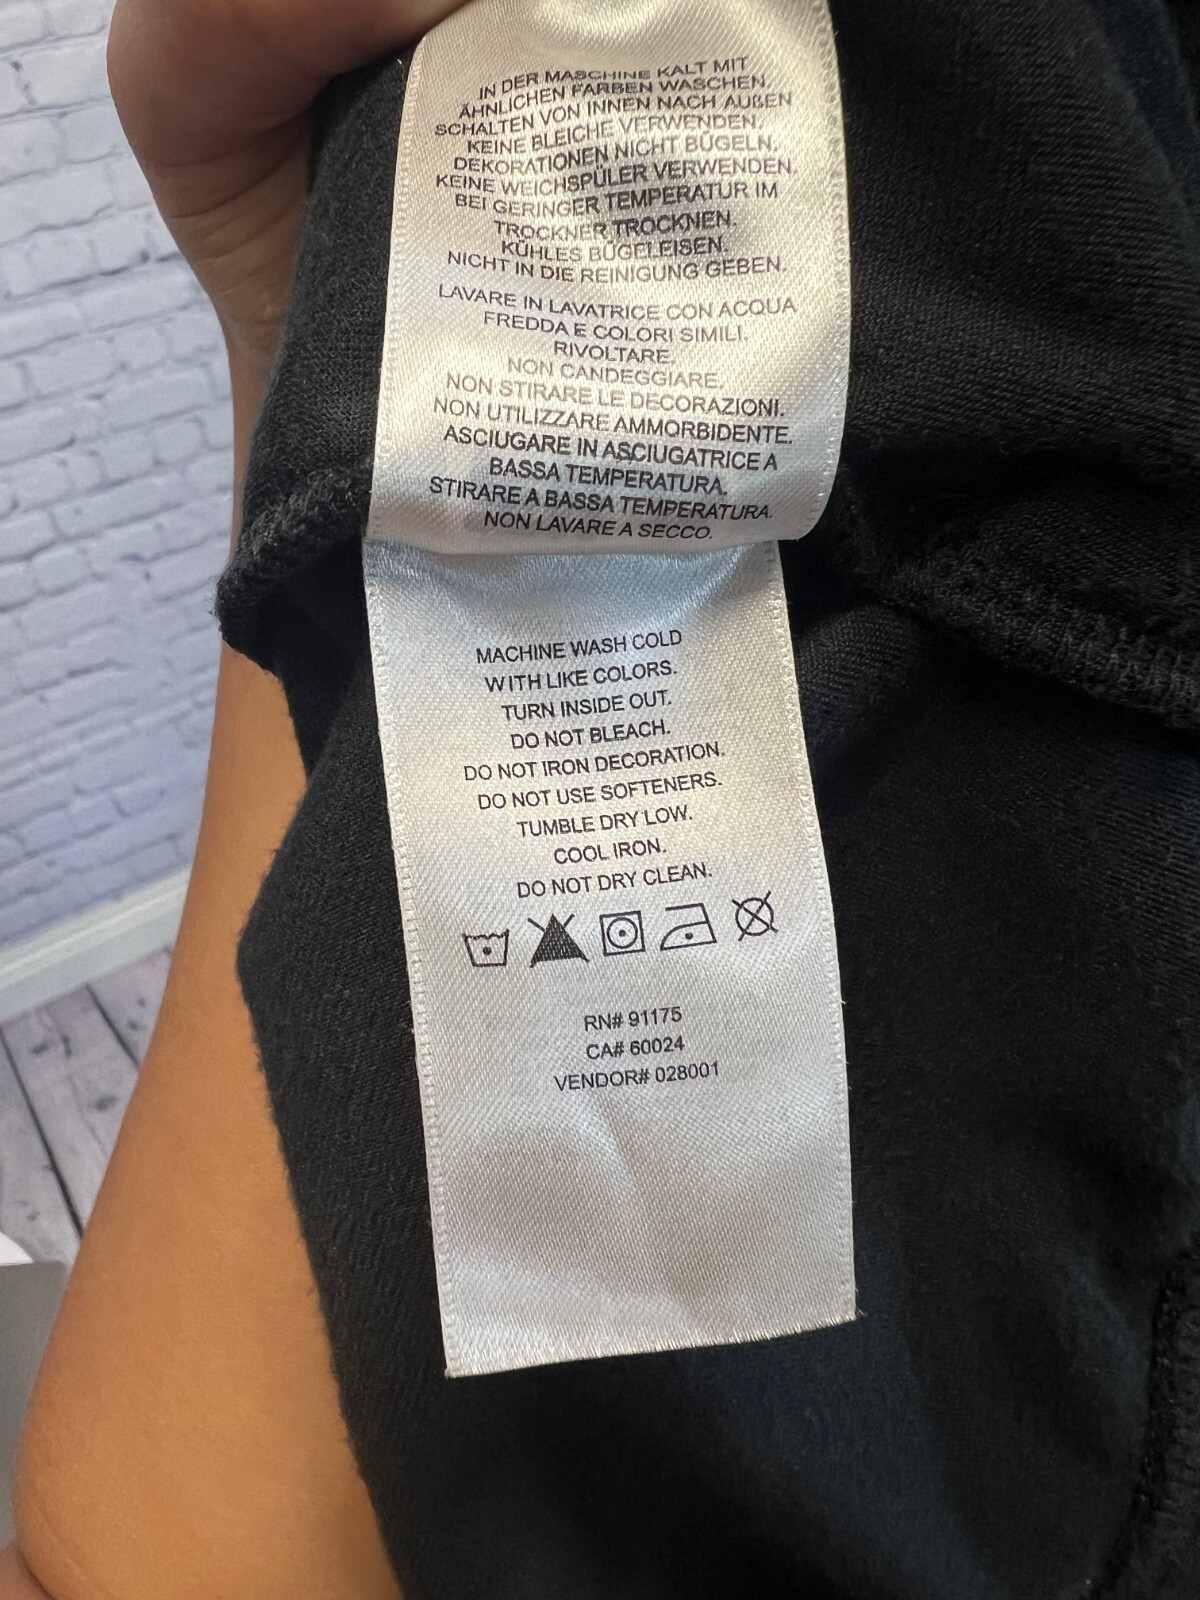 IN DER MASCHINE KALT MIT
ÄHNLICHEN FARBEN WASCHEN.
SCHALTEN VON INNEN NACH AUßEN
KEINE BLEICHE VERWENDEN.
DEKORATIONEN NICHT BÜGELN.
KEINE WEICHSPÜLER VERWENDEN.
BEI GERINGER TEMPERATUR IM
TROCKNER TROCKNEN.
KÜHLES BÜGELEISEN.
NICHT IN DIE REINIGUNG GEBEN.
LAVARE IN LAVATRICE CON ACQUA
FREDDA E COLORI SIMILI.
RIVOLTARE.
NON CANDEGGIARE.
NON STIRARE LE DECORAZIONI.
NON UTILIZZARE AMMORBIDENTE.
ASCIUGARE IN ASCIUGATRICE A
BASSA TEMPERATURA.
STIRARE A BASSA TEMPERATURA.
NON LAVARE A SECCO.
MACHINE WASH COLD
WITH LIKE COLORS.
TURN INSIDE OUT.
DO NOT BLEACH.
DO NOT IRON DECORATION.
DO NOT USE SOFTENERS.
TUMBLE DRY LOW.
COOL IRON.
DO NOT DRY CLEAN.
RN# 91175
CA# 60024
VENDOR# 028001